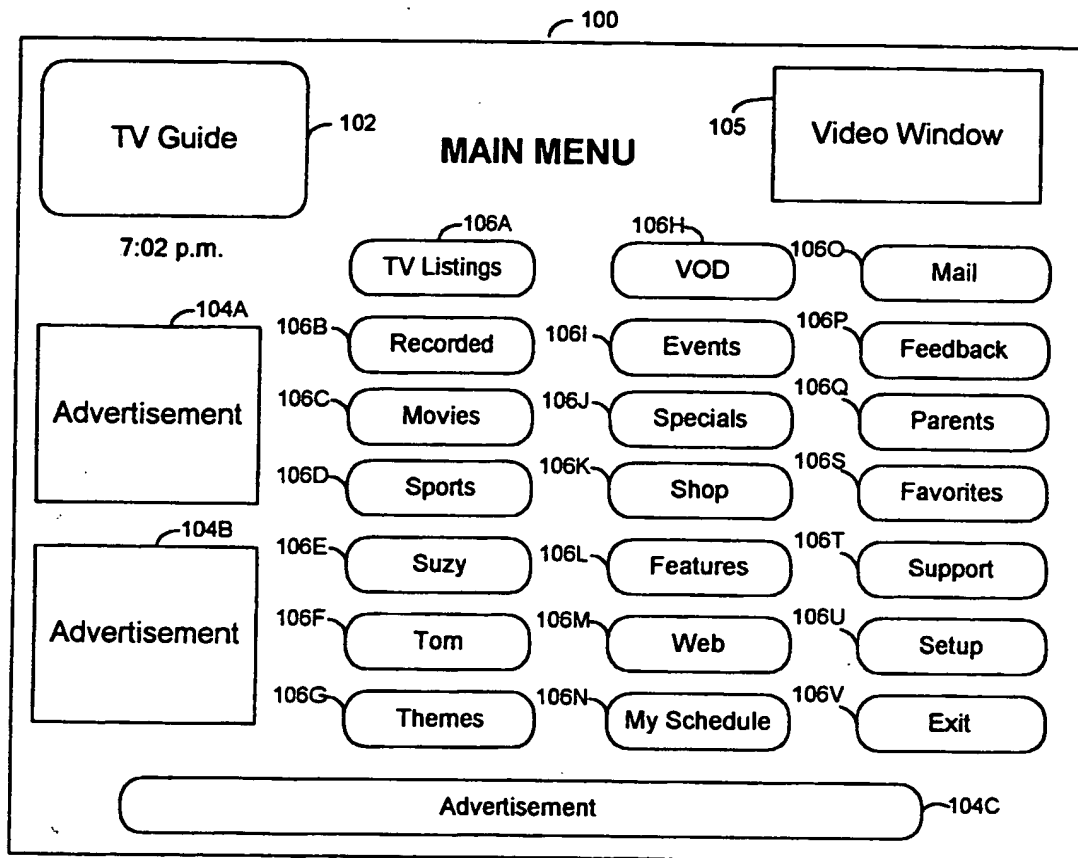 100
TV Guide
102
MAIN MENU
105
Video Window
7:02 p.m.
106A
TV Listings
106H
VOD
106O
Mail
104A
Advertisement
106B
Recorded
106I
Events
106P
Feedback
106C
Movies
106J
Specials
106Q
Parents
106D
Sports
106K
Shop
106S
Favorites
104B
Advertisement
106E
Suzy
106L
Features
106T
Support
106F
Tom
106M
Web
106U
Setup
106G
Themes
106N
My Schedule
106V
Exit
Advertisement
104C